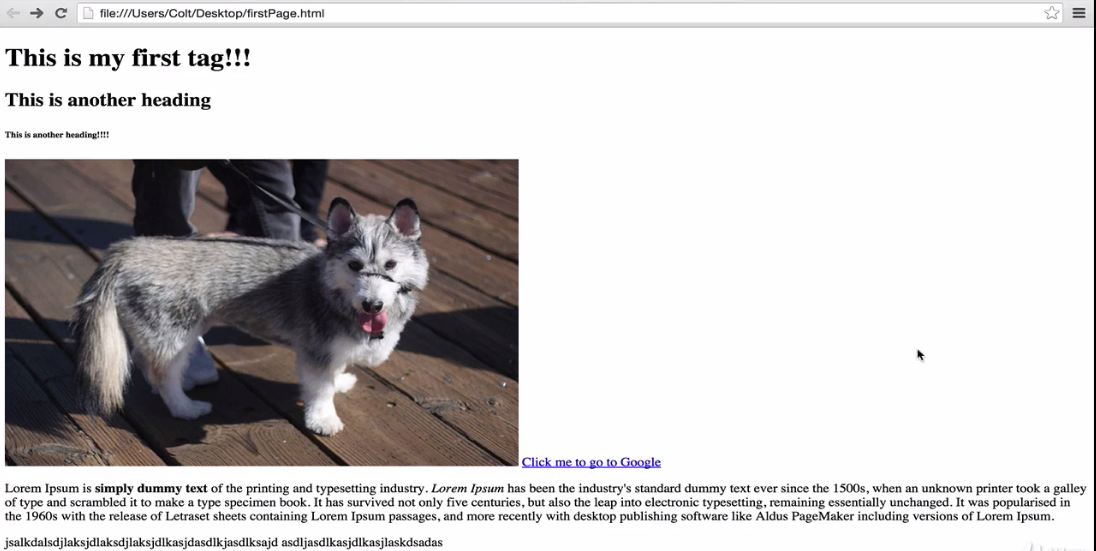 file:///Users/Colt/Desktop/firstPage.html
This is my first tag!!!
This is another heading
This is another heading!!!!
Click me to go to Google
Lorem Ipsum is simply dummy text of the printing and typesetting industry. Lorem Ipsum has been the industry's standard dummy text ever since the 1500s, when an unknown printer took a galley
of type and scrambled it to make a type specimen book. It has survived not only five centuries, but also the leap into electronic typesetting, remaining essentially unchanged. It was popularised in
the 1960s with the release of Letraset sheets containing Lorem Ipsum passages, and more recently with desktop publishing software like Aldus PageMaker including versions of Lorem Ipsum.
jsalkdalsdjlaksjdlaksdjlaksjdlkasjdasdlkjasdlksajd asdljasdlkasjdlkasjlaskdsadas